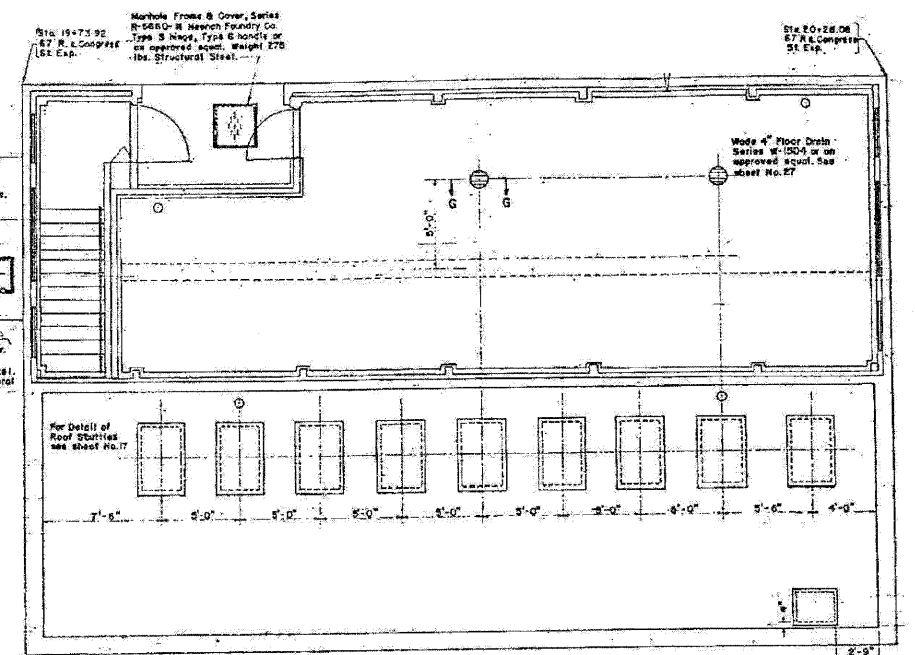 Manhole Frame & Cover, Series
R-6660- Neenah Foundry Co.
Type 3 hinge, Type 6 handle or
an approved equal. Weight 275
lbs. Structural Steel.
Sta. 19+73.92
67' R. Congress
St. Exp.
Sta. 20+28.08
67' R. Congress
St. Exp.
Wade 4" Floor Drain
Series W-1504 or an
approved equal. See
sheet No. 27
G G
5'-0"
For Detail of
Roof Shuttles
see sheet No. 17
7'-6" 5'-0" 5'-0" 5'-0" 5'-0" 5'-0" 5'-0" 5'-6" 4'-0"
2'-9"